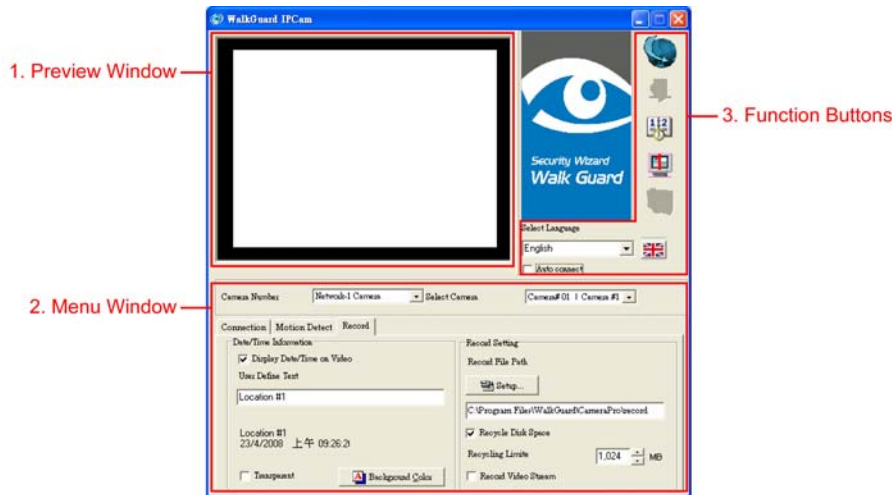 WalkGuard IPCam
1. Preview Window
3. Function Buttons
Security Wizard
Walk Guard
Select Language
English
Auto connect
2. Menu Window
Camera Number
Network-1 Camera
Select Camera
Camera# 01 | Camera #1
Connection
Motion Detect
Record
Date/Time Information
Display Date/Time on Video
User Define Text
Location #1
Location #1
23/4/2008 上午 09:26:2
Transparent
Background Color
Record Setting
Record File Path
Setup...
C:\Program Files\WalkGuard\CameraPro\record
Recycle Disk Space
Recycling Limite
1,024
MB
Record Video Stream